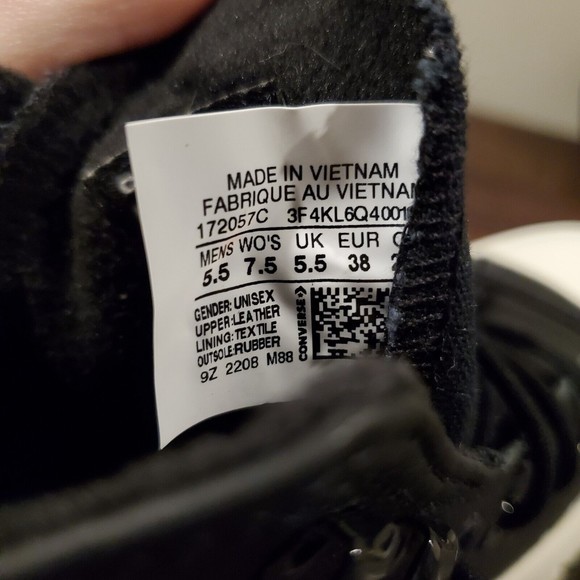 MADE IN VIETNAM
FABRIQUE AU VIETNAM
172057C 3F4KL6Q4001
MENS WO'S UK EUR C
5.5 7.5 5.5 38 2
GENDER: UNISEX
UPPER: LEATHER
LINING: TEXTILE
OUTSOLE: RUBBER
9Z 2208 M88
CONVERSE